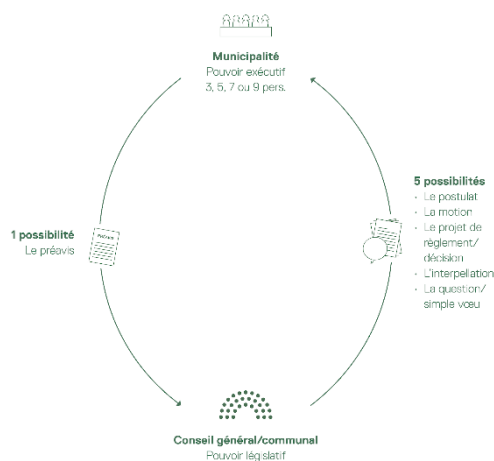 Municipalité
Pouvoir exécutif
3, 5, 7 ou 9 pers.
5 possibilités
• Le postulat
• La motion
• Le projet de
règlement/
décision
• L'interpellation
• La question/
simple vœu
1 possibilité
Le préavis
Conseil général/communal
Pouvoir législatif